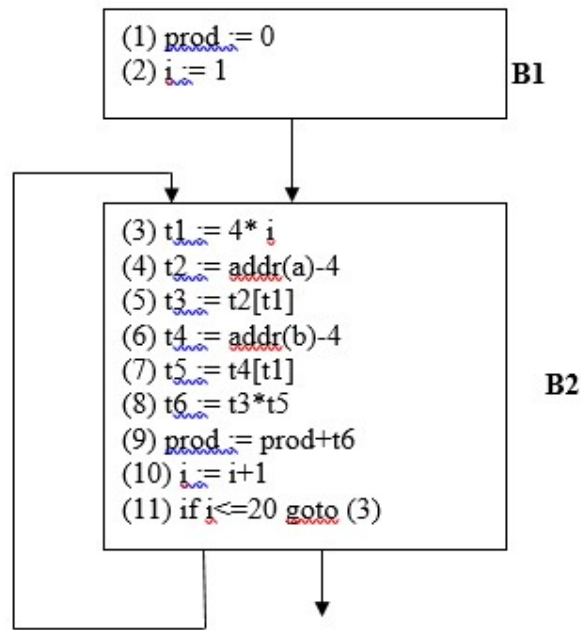 (1) prod := 0
(2) i := 1
B1
(3) t1 := 4* i
(4) t2 := addr(a)-4
(5) t3 := t2[t1]
(6) t4 := addr(b)-4
(7) t5 := t4[t1]
(8) t6 := t3*t5
(9) prod := prod+t6
(10) i := i+1
(11) if i<=20 goto (3)
B2